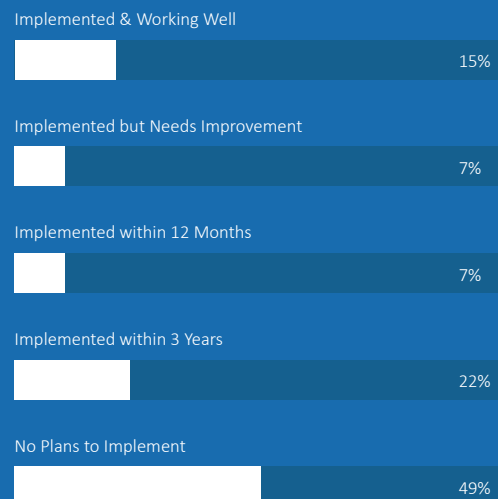 Implemented & Working Well
15%
Implemented but Needs Improvement
7%
Implemented within 12 Months
7%
Implemented within 3 Years
22%
No Plans to Implement
49%